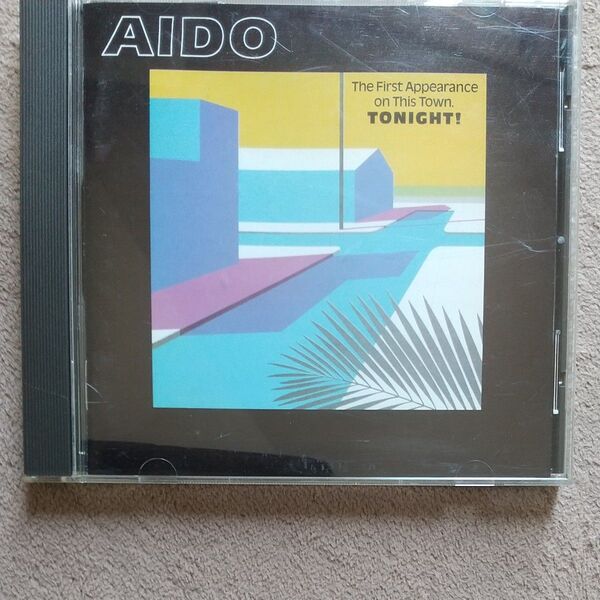 AIDO
The First Appearance
on This Town.
TONIGHT!